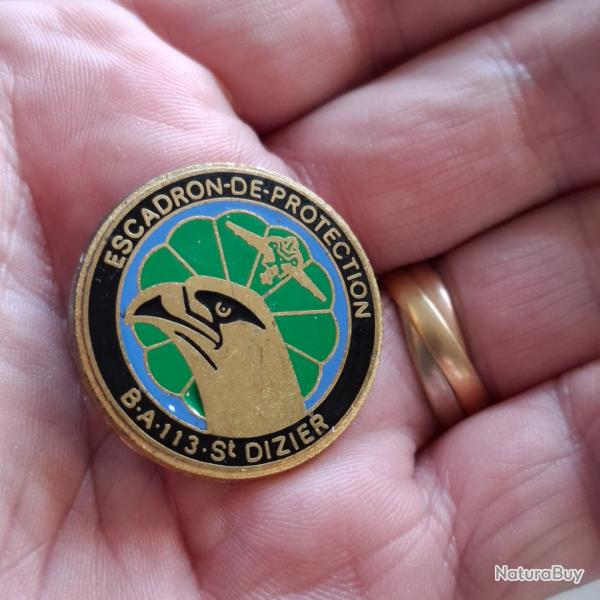 ESCADRON-DE-PROTECTION
B·A·113·St DIZIER
NaturaBuy